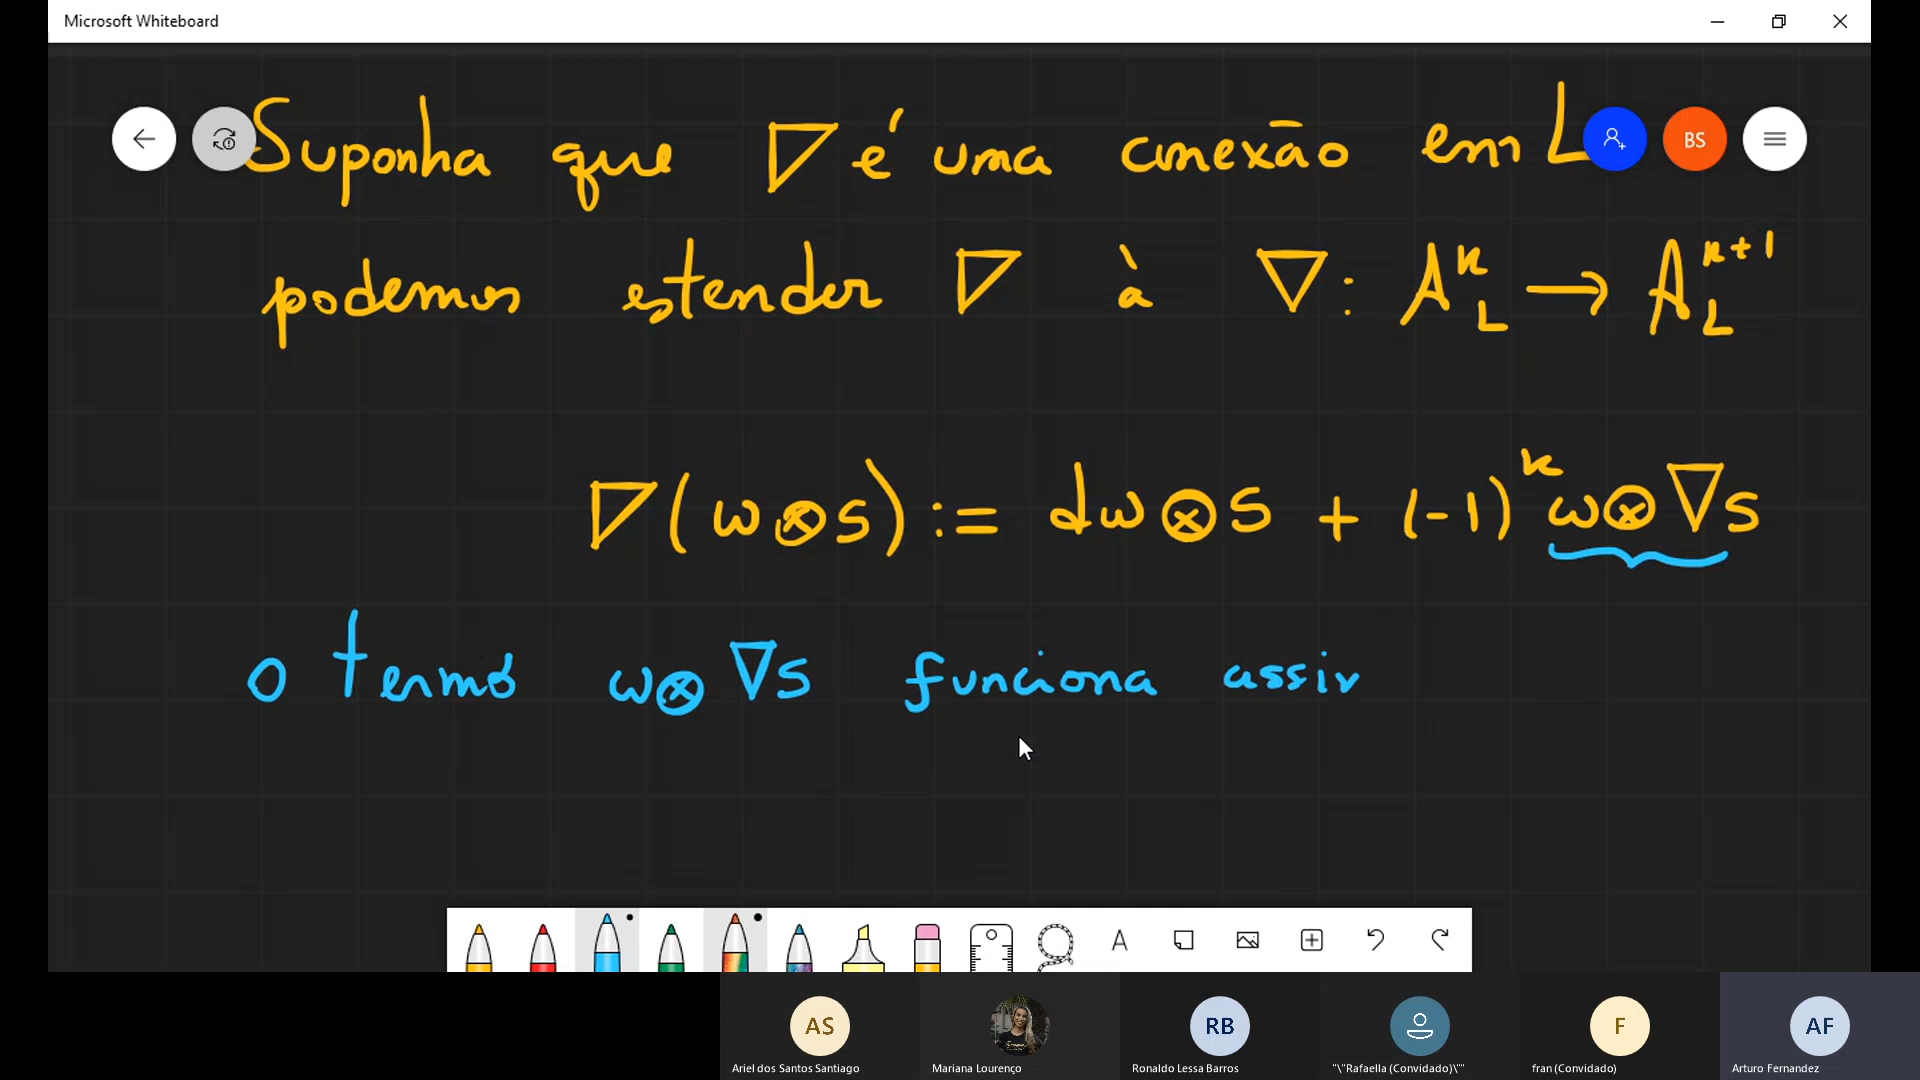 Microsoft Whiteboard
Suponha que ∇ é uma conexão em L
BS
podemos estender ∇ à ∇: A^k_L → A^{k+1}_L
∇(ω⊗s) := dω⊗s + (-1)^k ω⊗∇s
o termo ω⊗∇s funciona assim
A
AS
RB
F
AF
Ariel dos Santos Santiago
Mariana Lourenço
Ronaldo Lessa Barros
"\"Rafaella (Convidado)\""
fran (Convidado)
Arturo Fernandez